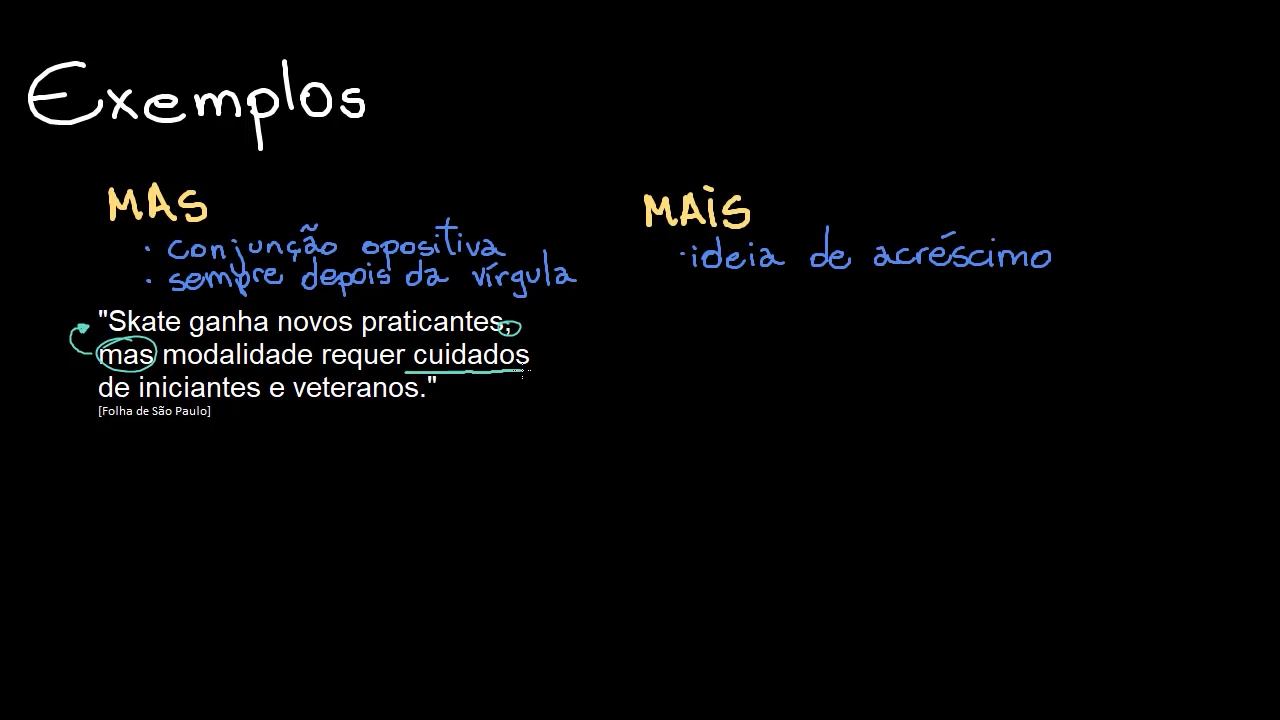 Exemplos
MAS
· conjunção opositiva
· sempre depois da vírgula
"Skate ganha novos praticantes,
mas modalidade requer cuidados
de iniciantes e veteranos."
[Folha de São Paulo]
MAiS
· ideia de acréscimo